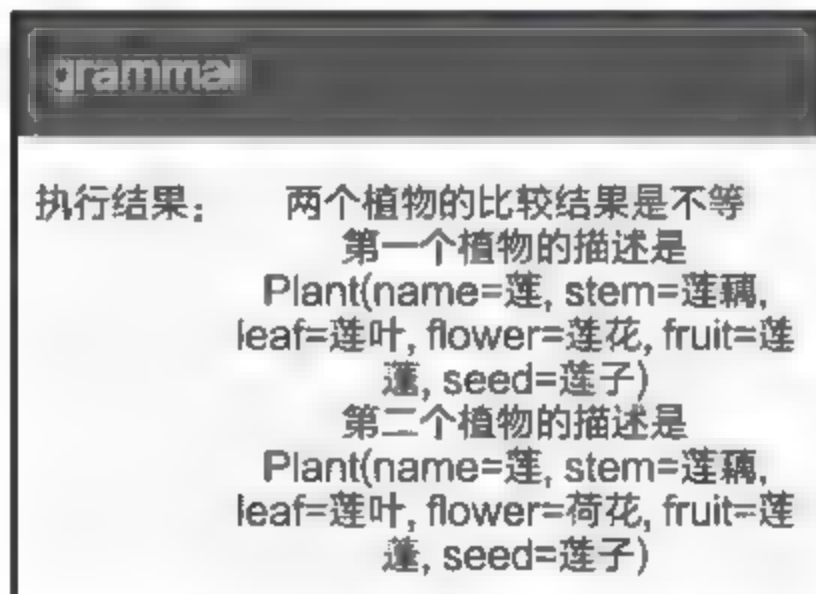 grammar
执行结果: 两个植物的比较结果是不等
第一个植物的描述是
Plant(name=莲, stem=莲藕,
leaf=莲叶, flower=莲花, fruit=莲
蓬, seed=莲子)
第二个植物的描述是
Plant(name=莲, stem=莲藕,
leaf=莲叶, flower=荷花, fruit=莲
蓬, seed=莲子)